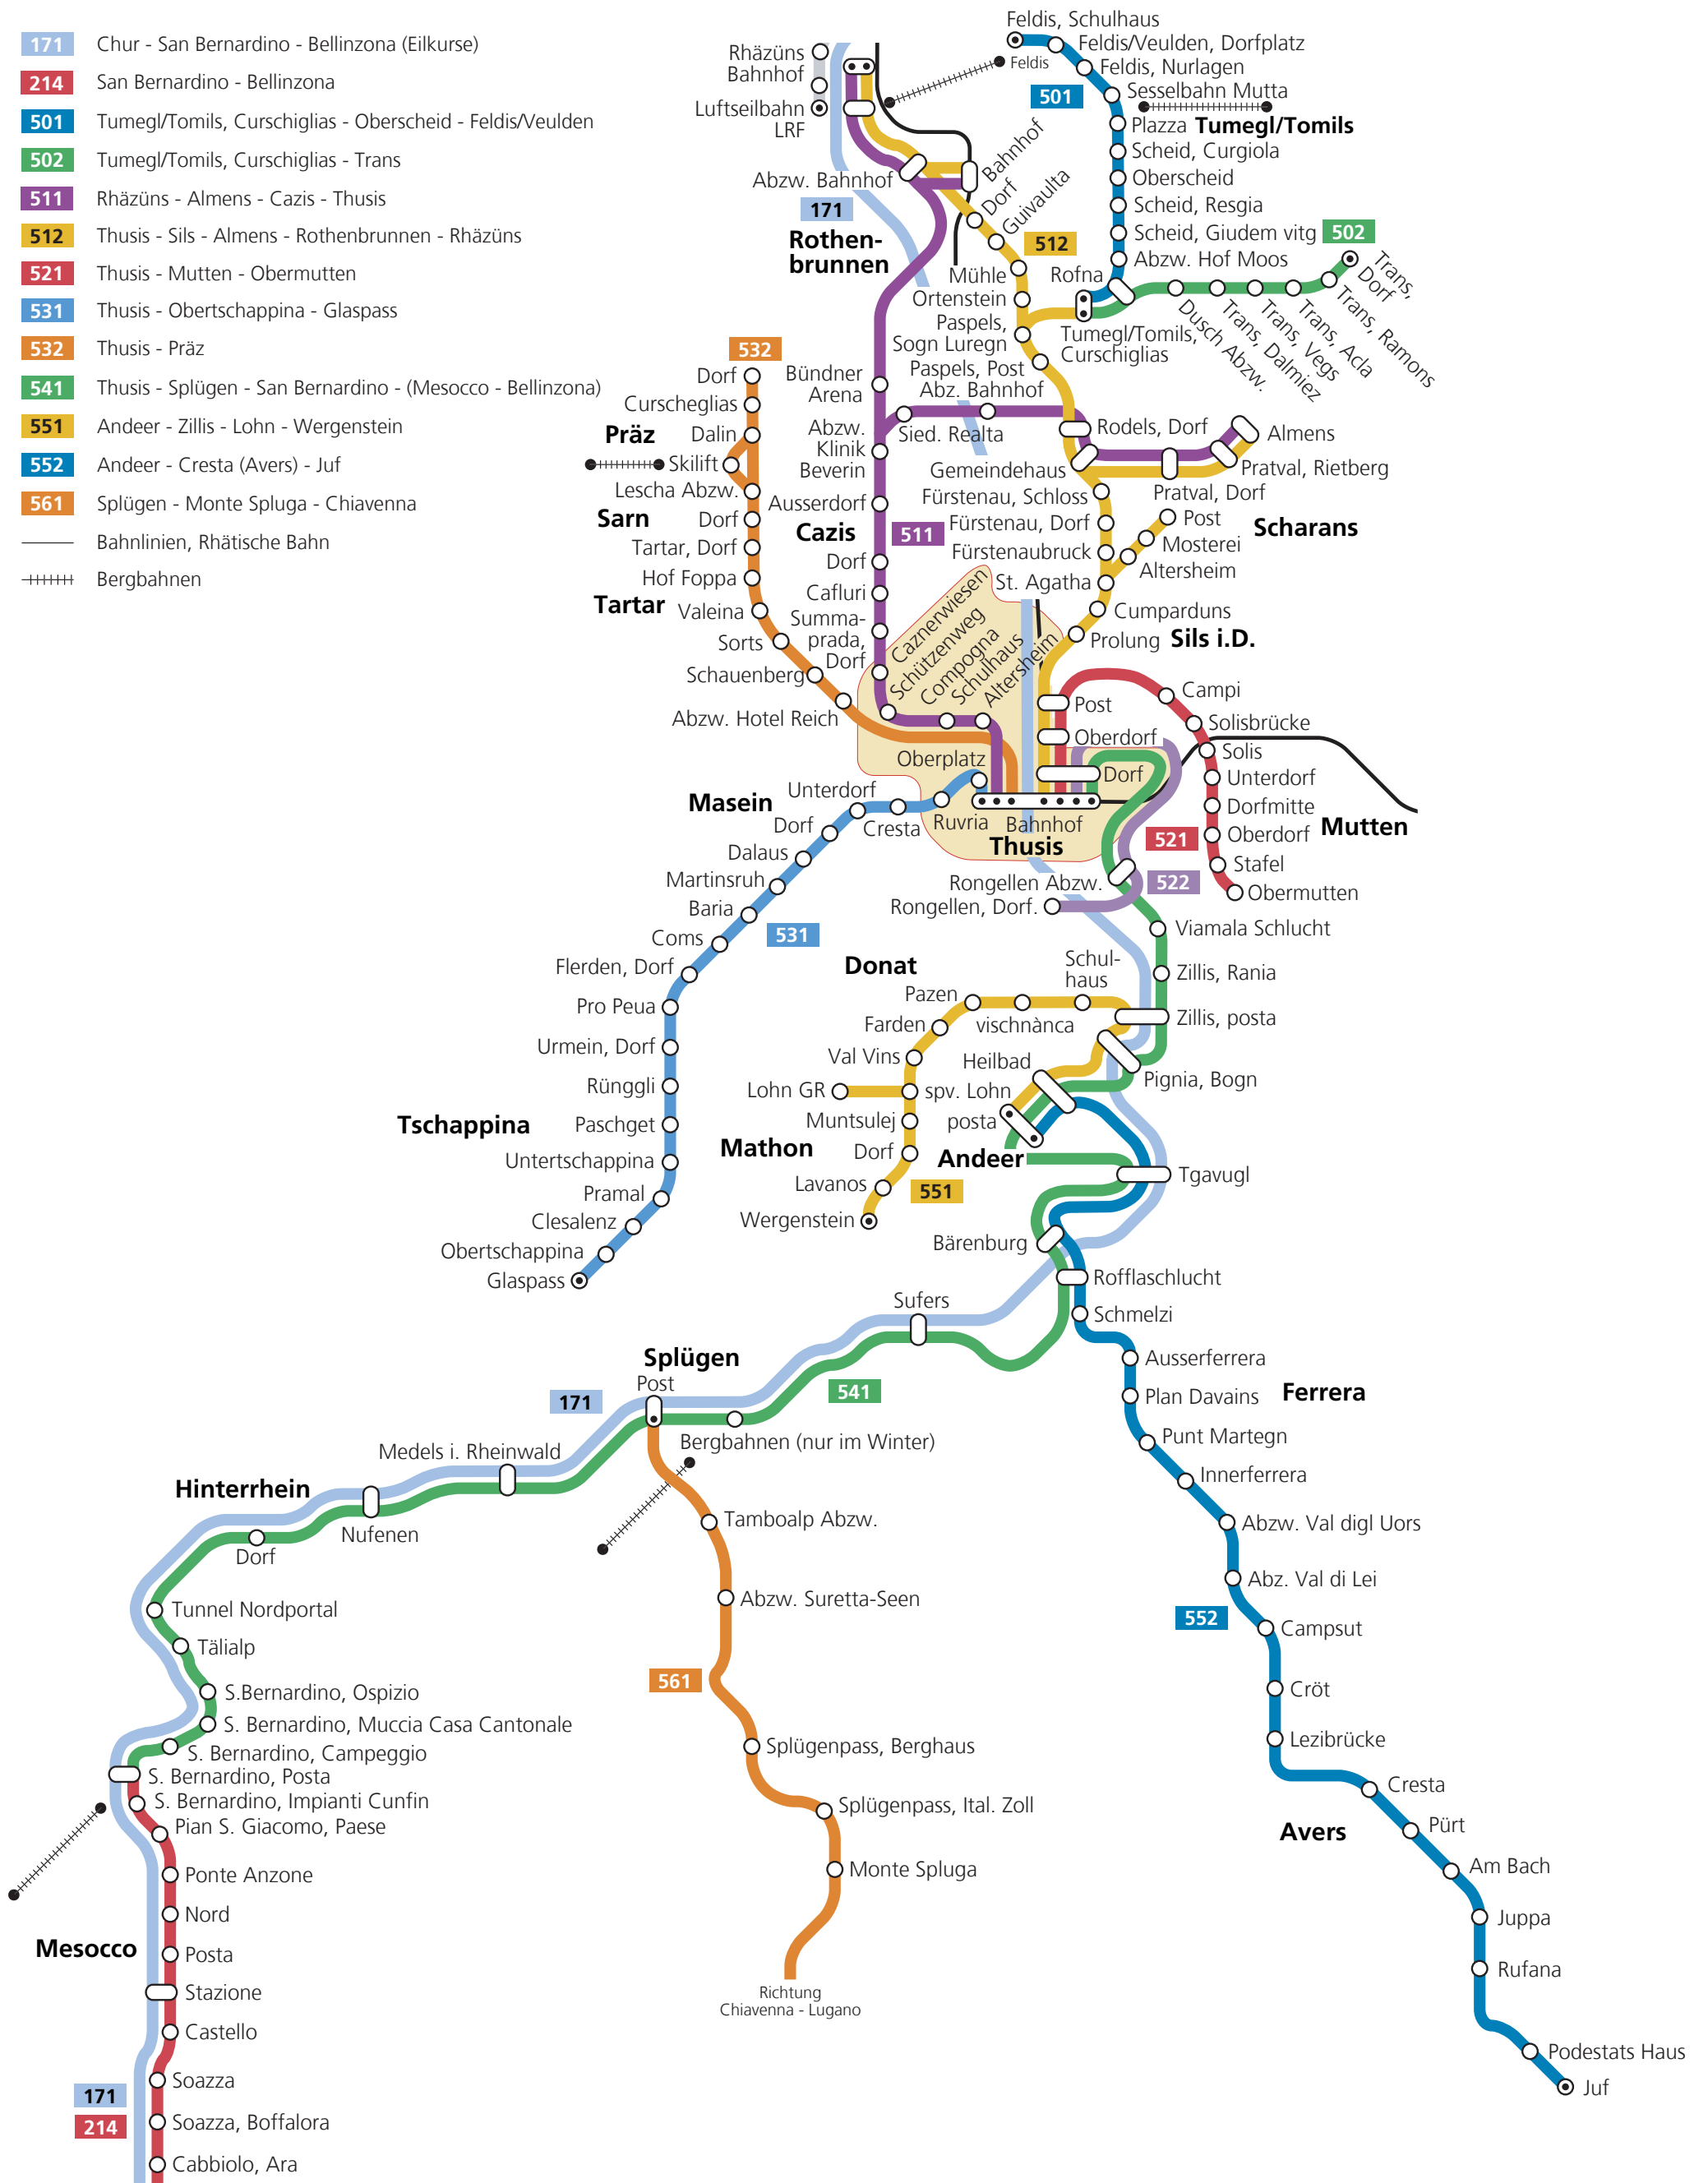 171 Chur - San Bernardino - Bellinzona (Eilkurse)
214 San Bernardino - Bellinzona
501 Tumegl/Tomils, Curschiglias - Oberscheid - Feldis/Veulden
502 Tumegl/Tomils, Curschiglias - Trans
511 Rhäzüns - Almens - Cazis - Thusis
512 Thusis - Sils - Almens - Rothenbrunnen - Rhäzüns
521 Thusis - Mutten - Obermutten
531 Thusis - Obertschappina - Glaspass
532 Thusis - Präz
541 Thusis - Splügen - San Bernardino - (Mesocco - Bellinzona)
551 Andeer - Zillis - Lohn - Wergenstein
552 Andeer - Cresta (Avers) - Juf
561 Splügen - Monte Spluga - Chiavenna
Bahnlinien, Rhätische Bahn
Bergbahnen
Rhäzüns
Bahnhof
Luftseilbahn
LRF
Abzw. Bahnhof
171
Rothen-
brunnen
Bahnhof
Dorf
Guivaulta
512
Feldis
Feldis, Schulhaus
Feldis/Veulden, Dorfplatz
Feldis, Nurlagen
501
Sesselbahn Mutta
Plazza Tumegl/Tomils
Scheid, Curgiola
Oberscheid
Scheid, Resgia
Scheid, Giudem vitg
502
Abzw. Hof Moos
Rofna
Tumegl/Tomils,
Curschiglias
Dusch Abzw.
Trans, Dalmiez
Trans, Vegs
Trans, Acla
Trans, Ramons
Trans,
Dorf
Mühle
Ortenstein
Paspels,
Sogn Luregn
Paspels, Post
Abz. Bahnhof
Sied. Realta
Rodels, Dorf
Gemeindehaus
Almens
Pratval, Rietberg
Pratval, Dorf
Fürstenau, Schloss
Fürstenau, Dorf
Fürstenaubruck
St. Agatha
Post
Mosterei
Altersheim
Scharans
Cumparduns
Prolung
Sils i.D.
532
Dorf
Curscheglias
Dalin
Präz
Skilift
Lescha Abzw.
Sarn
Dorf
Tartar, Dorf
Hof Foppa
Tartar
Valeina
Sorts
Schauenberg
Abzw. Hotel Reich
Bündner
Arena
Abzw.
Klinik
Beverin
Ausserdorf
Cazis
511
Dorf
Cafluri
Summa-
prada,
Dorf
Caznerwiesen
Schützenweg
Compogna
Schulhaus
Altersheim
Post
Oberdorf
Dorf
Oberplatz
Ruvria
Bahnhof
Thusis
Campi
Solisbrücke
Solis
Unterdorf
Dorfmitte
Oberdorf
Mutten
Stafel
Obermutten
521
522
Rongellen Abzw.
Rongellen, Dorf.
Viamala Schlucht
Zillis, Rania
Zillis, posta
Pignia, Bogn
Masein
Unterdorf
Cresta
Dorf
Dalaus
Martinsruh
Baria
531
Coms
Flerden, Dorf
Pro Peua
Urmein, Dorf
Rünggli
Tschappina
Paschget
Untertschappina
Pramal
Clesalenz
Obertschappina
Glaspass
Donat
Schul-
haus
Pazen
vischnànca
Farden
Val Vins
Lohn GR
spv. Lohn
Muntsulej
Mathon
Dorf
Lavanos
551
Wergenstein
Heilbad
posta
Andeer
Tgavugl
Bärenburg
Rofflaschlucht
Schmelzi
Ausserferrera
Plan Davains
Ferrera
Punt Martegn
Innerferrera
Abzw. Val digl Uors
Abz. Val di Lei
552
Campsut
Cröt
Lezibrücke
Cresta
Avers
Pürt
Am Bach
Juppa
Rufana
Podestats Haus
Juf
Sufers
541
Splügen
Post
171
Bergbahnen (nur im Winter)
Tamboalp Abzw.
Abzw. Suretta-Seen
561
Splügenpass, Berghaus
Splügenpass, Ital. Zoll
Monte Spluga
Richtung
Chiavenna - Lugano
Medels i. Rheinwald
Hinterrhein
Nufenen
Dorf
Tunnel Nordportal
Tälialp
S.Bernardino, Ospizio
S. Bernardino, Muccia Casa Cantonale
S. Bernardino, Campeggio
S. Bernardino, Posta
S. Bernardino, Impianti Cunfin
Pian S. Giacomo, Paese
Ponte Anzone
Nord
Mesocco
Posta
Stazione
Castello
Soazza
171
214
Soazza, Boffalora
Cabbiolo, Ara